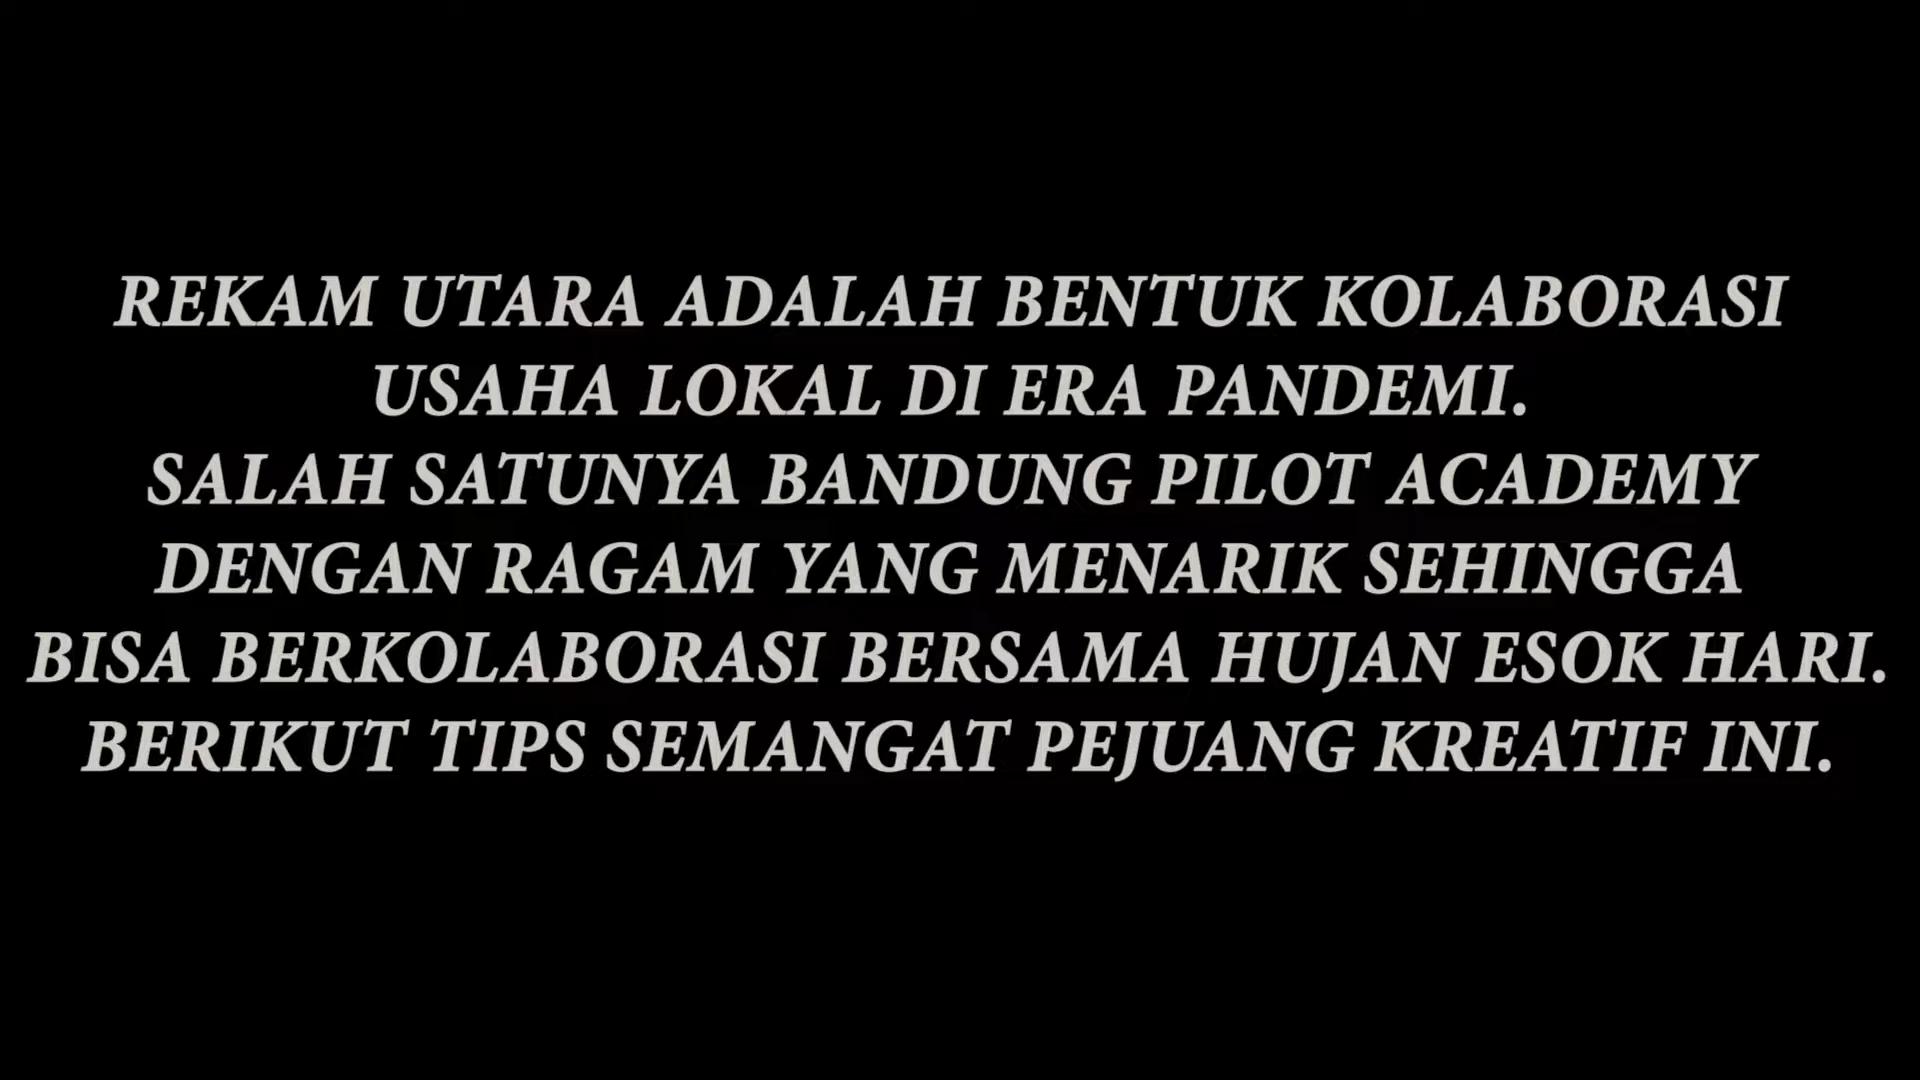 REKAM UTARA ADALAH BENTUK KOLABORASI
USAHA LOKAL DI ERA PANDEMI.
SALAH SATUNYA BANDUNG PILOT ACADEMY
DENGAN RAGAM YANG MENARIK SEHINGGA
BISA BERKOLABORASI BERSAMA HUJAN ESOK HARI.
BERIKUT TIPS SEMANGAT PEJUANG KREATIF INI.